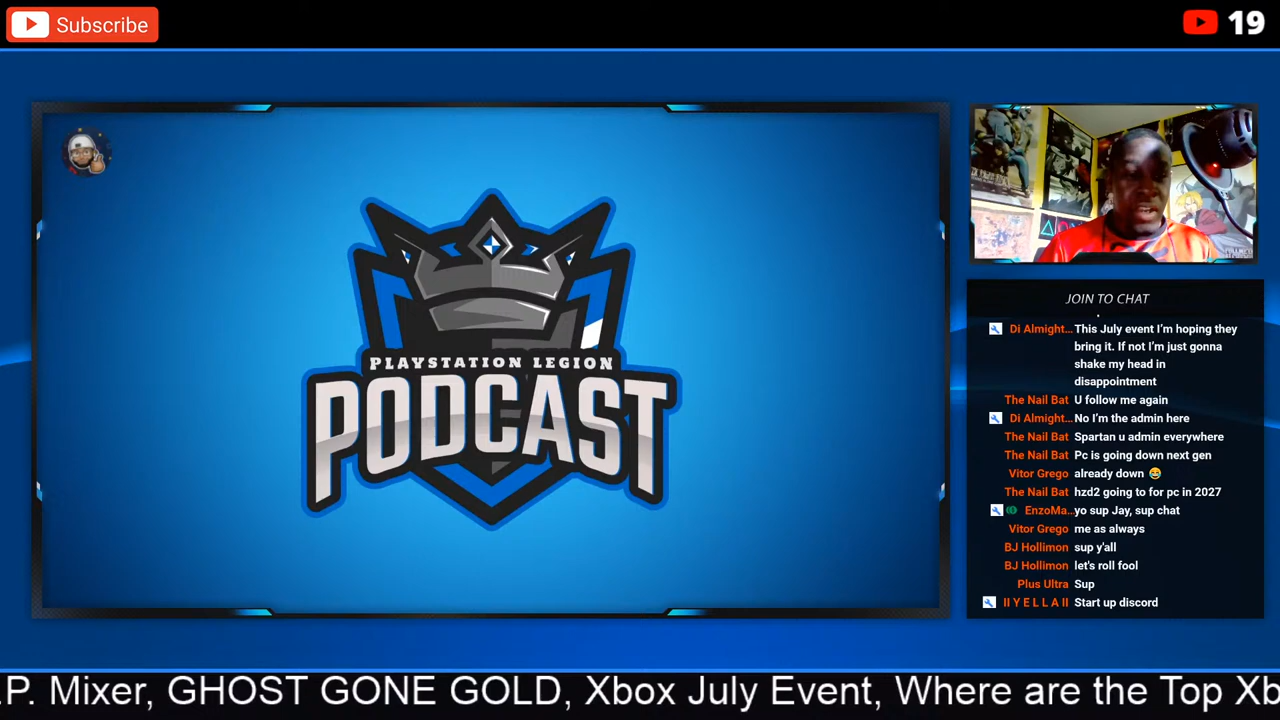 Subscribe
19
PLAYSTATION LEGION
PODCAST
JOIN TO CHAT
Di Almight... This July event I'm hoping they
bring it. If not I'm just gonna
shake my head in
disappointment
The Nail Bat U follow me again
Di Almight... No I'm the admin here
The Nail Bat Spartan u admin everywhere
The Nail Bat Pc is going down next gen
Vitor Grego already down 😂
The Nail Bat hzd2 going to for pc in 2027
EnzoMa... yo sup Jay, sup chat
Vitor Grego me as always
BJ Hollimon sup y'all
BJ Hollimon let's roll fool
Plus Ultra Sup
II Y E L L A II Start up discord
.P. Mixer, GHOST GONE GOLD, Xbox July Event, Where are the Top Xb